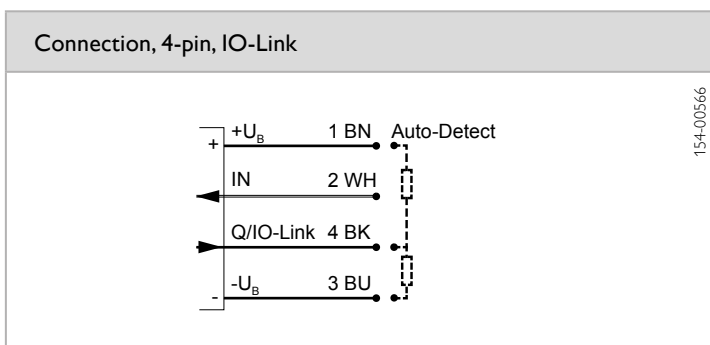 Connection, 4-pin, IO-Link
154-00566
+ +UB 1 BN Auto-Detect
IN 2 WH
Q/IO-Link 4 BK
- -UB 3 BU